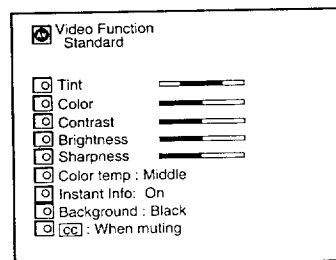 Video Function
Standard
Tint
Color
Contrast
Brightness
Sharpness
Color temp : Middle
Instant Info: On
Background : Black
CC : When muting